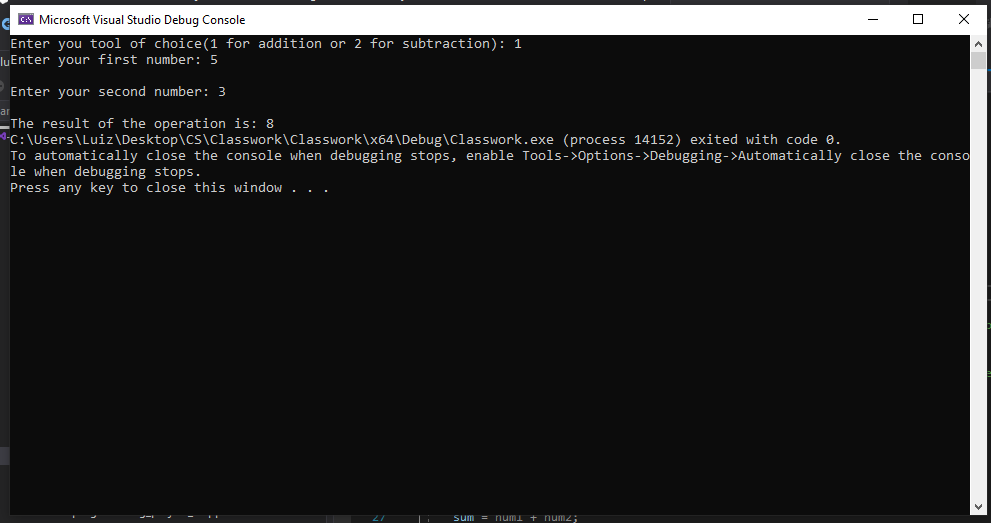 Microsoft Visual Studio Debug Console
Enter you tool of choice(1 for addition or 2 for subtraction): 1
Enter your first number: 5
Enter your second number: 3
The result of the operation is: 8
C:\Users\Luiz\Desktop\CS\Classwork\Classwork\x64\Debug\Classwork.exe (process 14152) exited with code 0.
To automatically close the console when debugging stops, enable Tools->Options->Debugging->Automatically close the conso
le when debugging stops.
Press any key to close this window . . .
27 sum = num1 + num2;